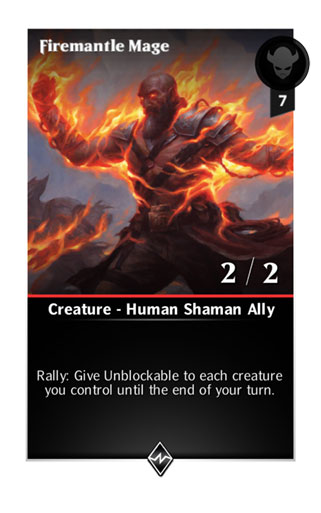 Firemantle Mage
7
2/2
Creature - Human Shaman Ally
Rally: Give Unblockable to each creature
you control until the end of your turn.